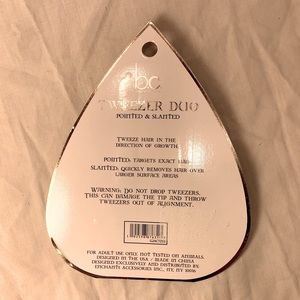 TWEEZER DUO
POINTED & SLANTED
TWEEZE HAIR IN THE
DIRECTION OF GROWTH.
POINTED: TARGETS EXACT HAIR
SLANTED: QUICKLY REMOVES HAIR OVER
LARGER SURFACE AREAS
WARNING: DO NOT DROP TWEEZERS.
THIS CAN DAMAGE THE TIP AND THROW
TWEEZERS OUT OF ALIGNMENT.
FOR ADULT USE ONLY. NOT TESTED ON ANIMALS.
DESIGNED IN THE USA / MADE IN CHINA
DESIGNED EXCLUSIVELY AND DISTRIBUTED BY
ENCHANTE ACCESSORIES INC., NY, NY 10016